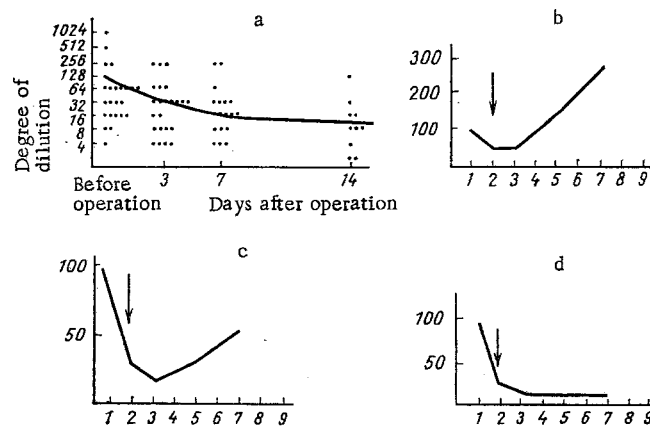 a
1024
512
256
128
64
32
16
8
4
Degree of
dilution
Before
operation
3 7 14
Days after operation
b
300
200
100
1 2 3 4 5 6 7 8 9
c
100
50
1 2 3 4 5 6 7 8 9
d
100
50
1 2 3 4 5 6 7 8 9